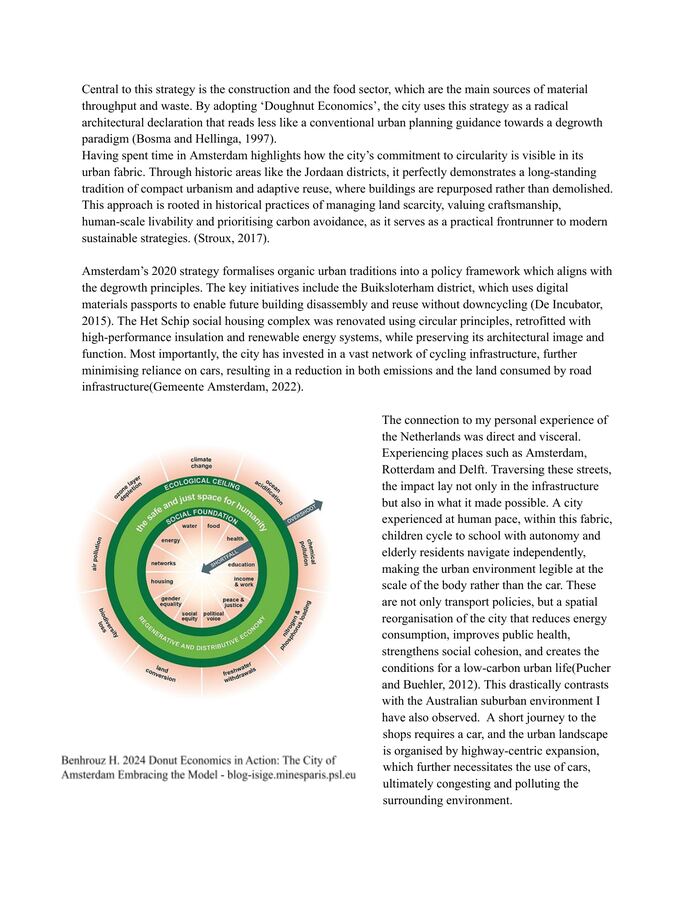 Central to this strategy is the construction and the food sector, which are the main sources of material
throughput and waste. By adopting ‘Doughnut Economics’, the city uses this strategy as a radical
architectural declaration that reads less like a conventional urban planning guidance towards a degrowth
paradigm (Bosma and Hellinga, 1997).
Having spent time in Amsterdam highlights how the city’s commitment to circularity is visible in its
urban fabric. Through historic areas like the Jordaan districts, it perfectly demonstrates a long-standing
tradition of compact urbanism and adaptive reuse, where buildings are repurposed rather than demolished.
This approach is rooted in historical practices of managing land scarcity, valuing craftsmanship,
human-scale livability and prioritising carbon avoidance, as it serves as a practical frontrunner to modern
sustainable strategies. (Stroux, 2017).
Amsterdam’s 2020 strategy formalises organic urban traditions into a policy framework which aligns with
the degrowth principles. The key initiatives include the Buiksloterham district, which uses digital
materials passports to enable future building disassembly and reuse without downcycling (De Incubator,
2015). The Het Schip social housing complex was renovated using circular principles, retrofitted with
high-performance insulation and renewable energy systems, while preserving its architectural image and
function. Most importantly, the city has invested in a vast network of cycling infrastructure, further
minimising reliance on cars, resulting in a reduction in both emissions and the land consumed by road
infrastructure(Gemeente Amsterdam, 2022).
climate
change
ocean
acidification
chemical
pollution
nitrogen &
phosphorus loading
freshwater
withdrawals
land
conversion
biodiversity
loss
air pollution
ozone layer
depletion
ECOLOGICAL CEILING
the safe and just space for humanity
SOCIAL FOUNDATION
OVERSHOOT
SHORTFALL
water
food
health
education
income
& work
peace &
justice
political
voice
social
equity
gender
equality
housing
networks
energy
REGENERATIVE AND DISTRIBUTIVE ECONOMY
Benhrouz H. 2024 Donut Economics in Action: The City of
Amsterdam Embracing the Model - blog-isige.minesparis.psl.eu
The connection to my personal experience of
the Netherlands was direct and visceral.
Experiencing places such as Amsterdam,
Rotterdam and Delft. Traversing these streets,
the impact lay not only in the infrastructure
but also in what it made possible. A city
experienced at human pace, within this fabric,
children cycle to school with autonomy and
elderly residents navigate independently,
making the urban environment legible at the
scale of the body rather than the car. These
are not only transport policies, but a spatial
reorganisation of the city that reduces energy
consumption, improves public health,
strengthens social cohesion, and creates the
conditions for a low-carbon urban life(Pucher
and Buehler, 2012). This drastically contrasts
with the Australian suburban environment I
have also observed.  A short journey to the
shops requires a car, and the urban landscape
is organised by highway-centric expansion,
which further necessitates the use of cars,
ultimately congesting and polluting the
surrounding environment.